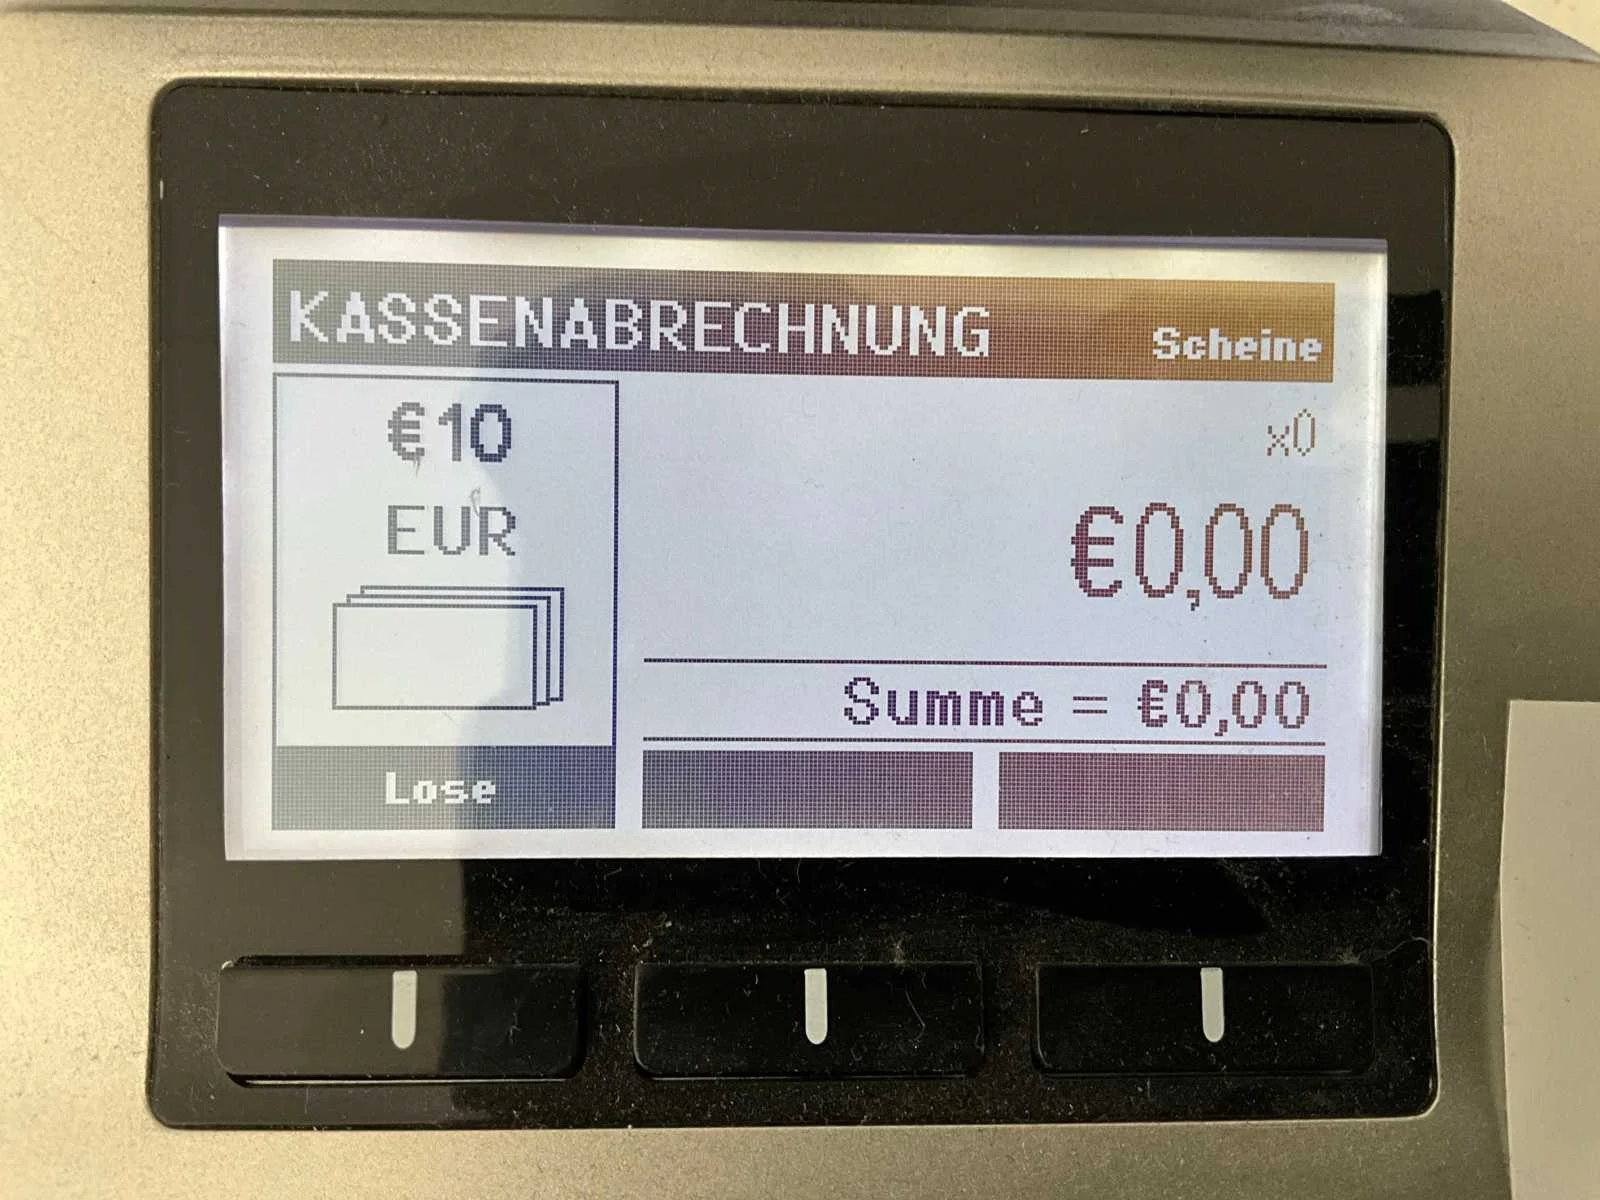 KASSENABRECHNUNG
Scheine
€10
EUR
x0
€0,00
Summe = €0,00
Lose